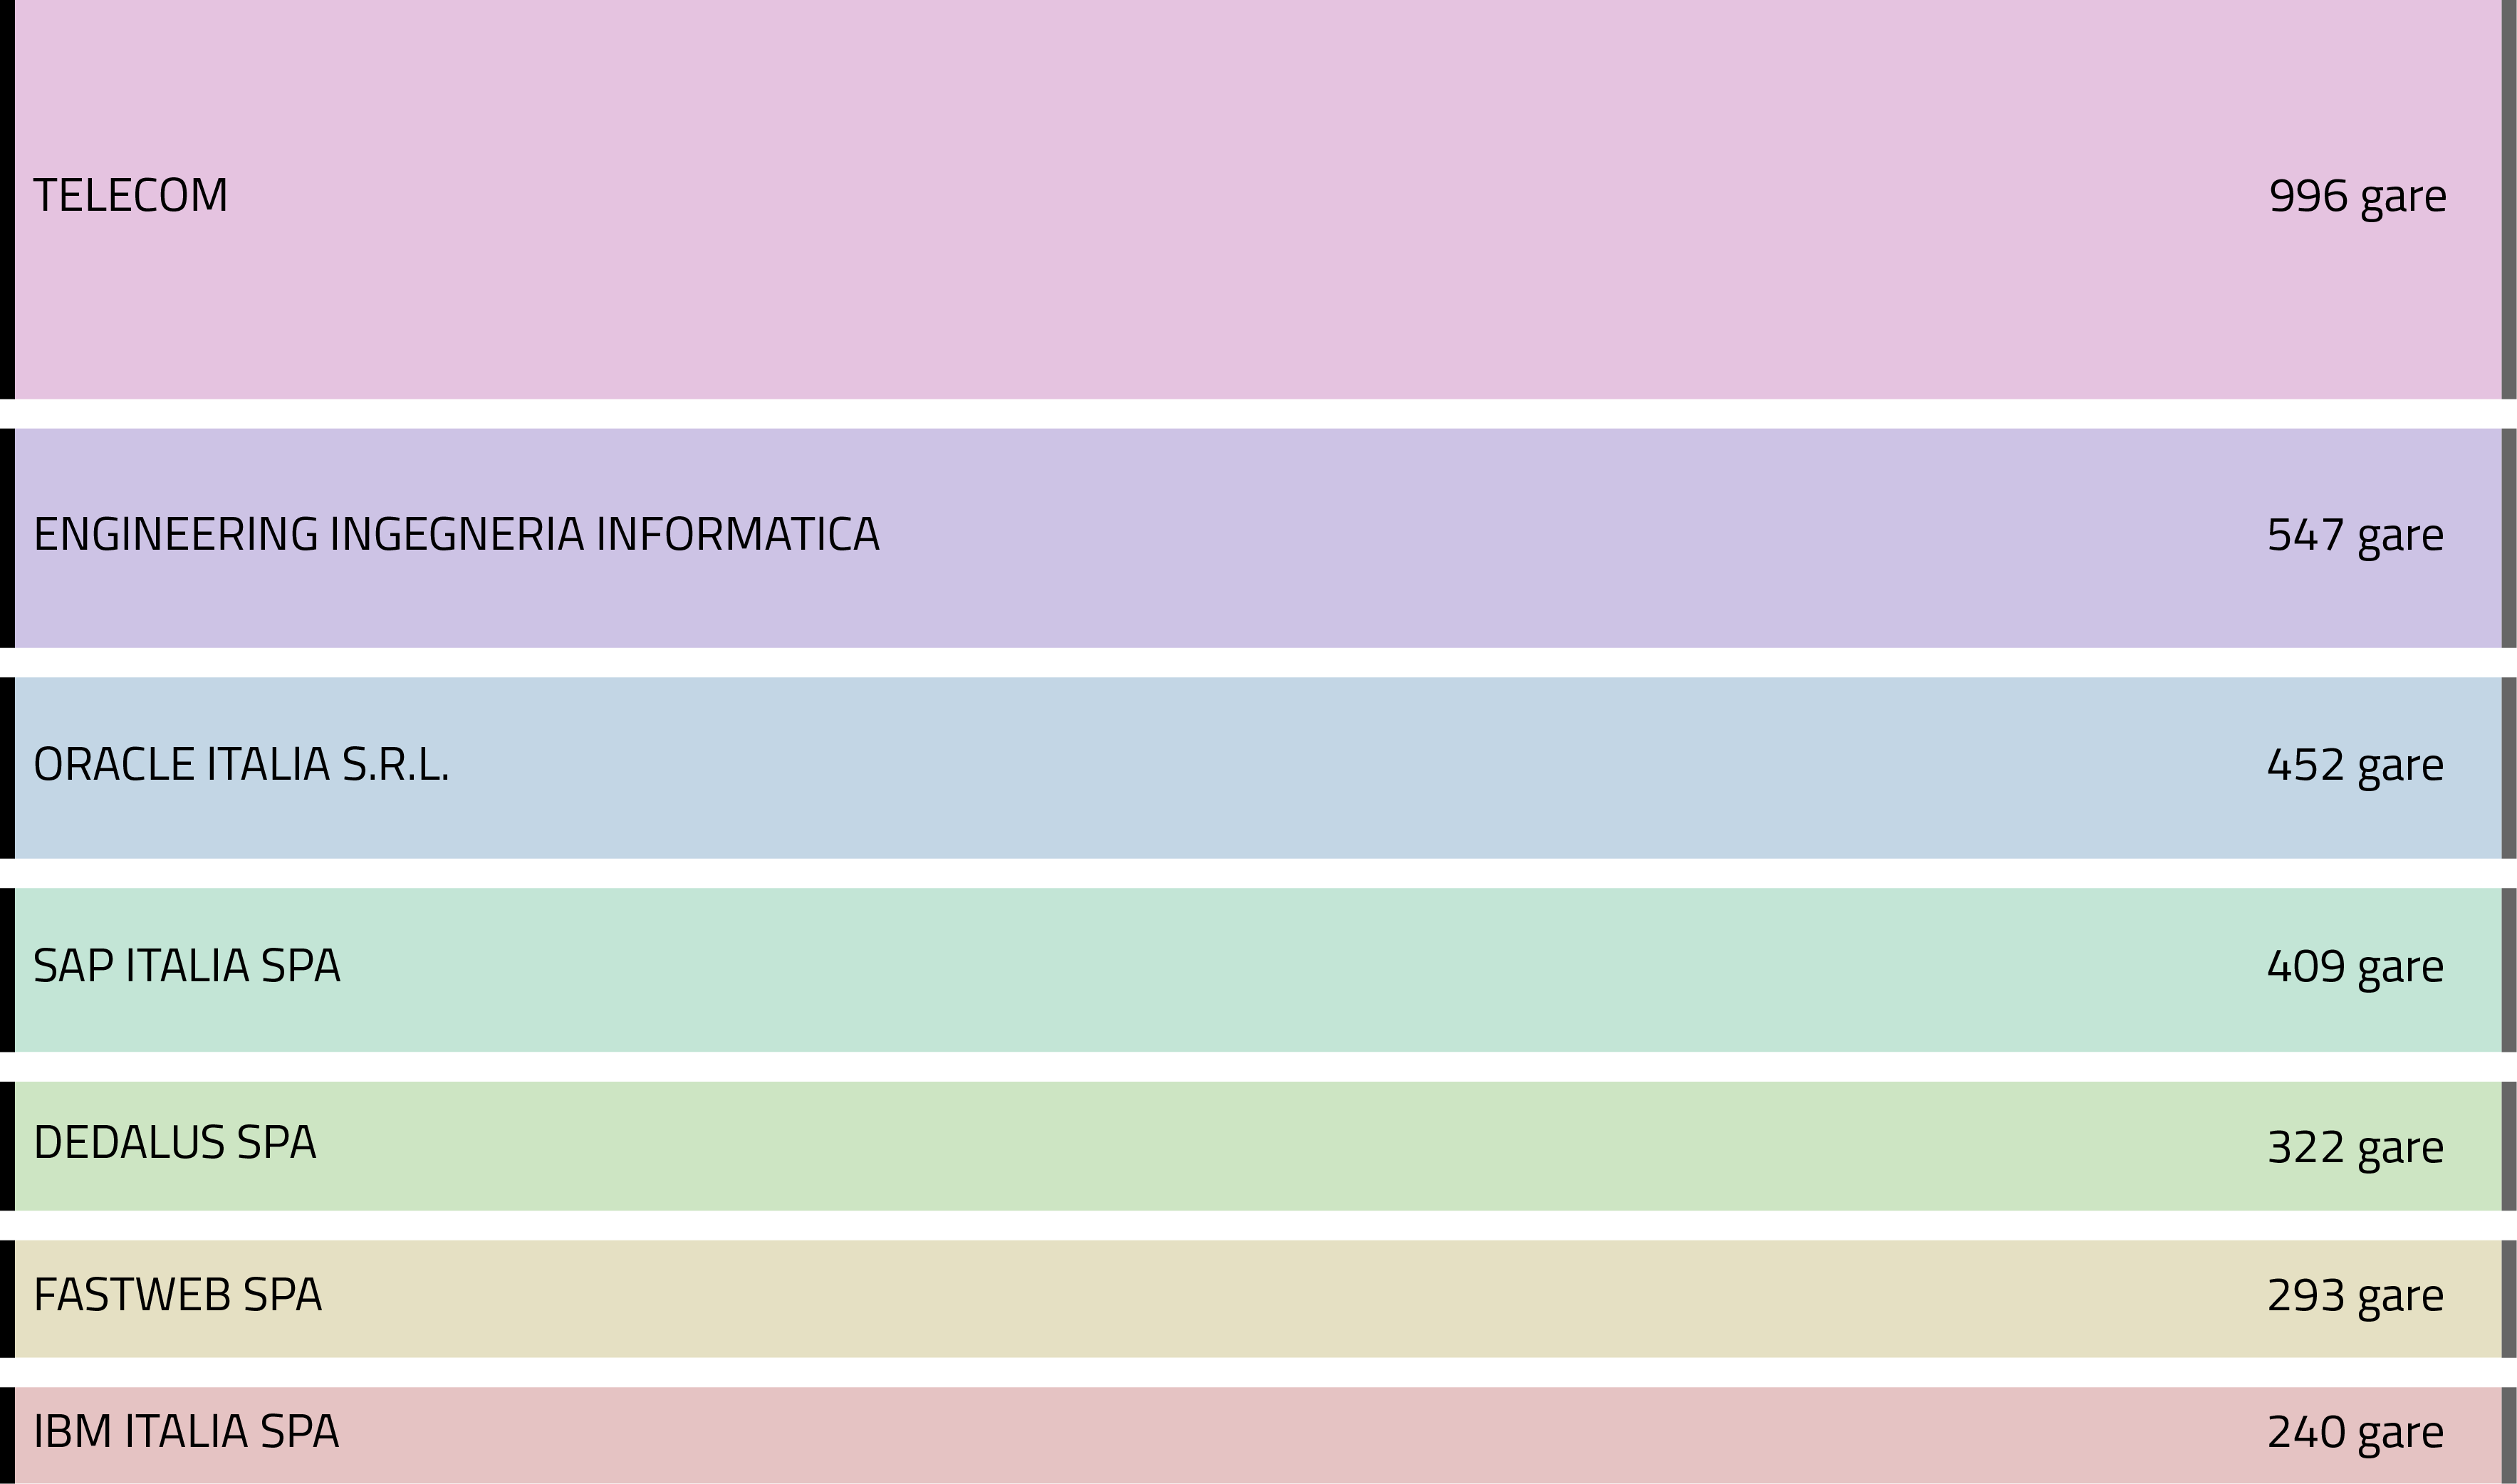 TELECOM 996 gare
ENGINEERING INGEGNERIA INFORMATICA 547 gare
ORACLE ITALIA S.R.L. 452 gare
SAP ITALIA SPA 409 gare
DEDALUS SPA 322 gare
FASTWEB SPA 293 gare
IBM ITALIA SPA 240 gare